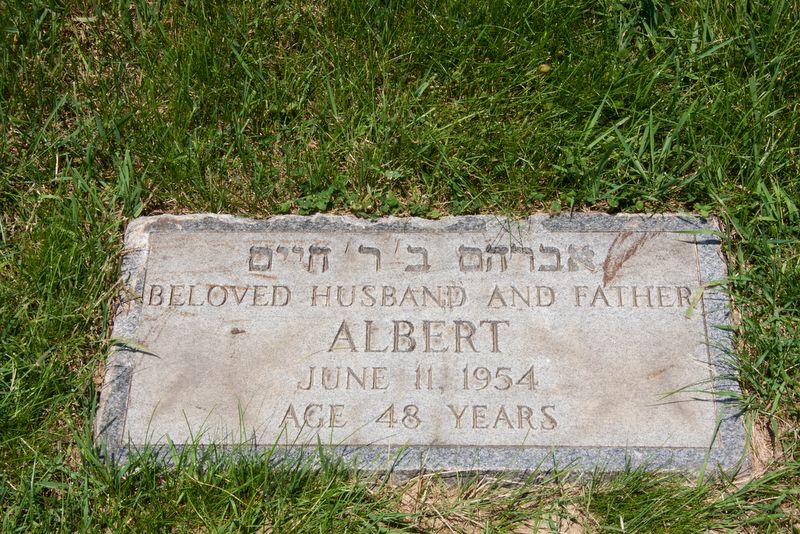 אברהם ב׳ ר׳ חיים
BELOVED HUSBAND AND FATHER
ALBERT
JUNE 11, 1954
AGE 48 YEARS